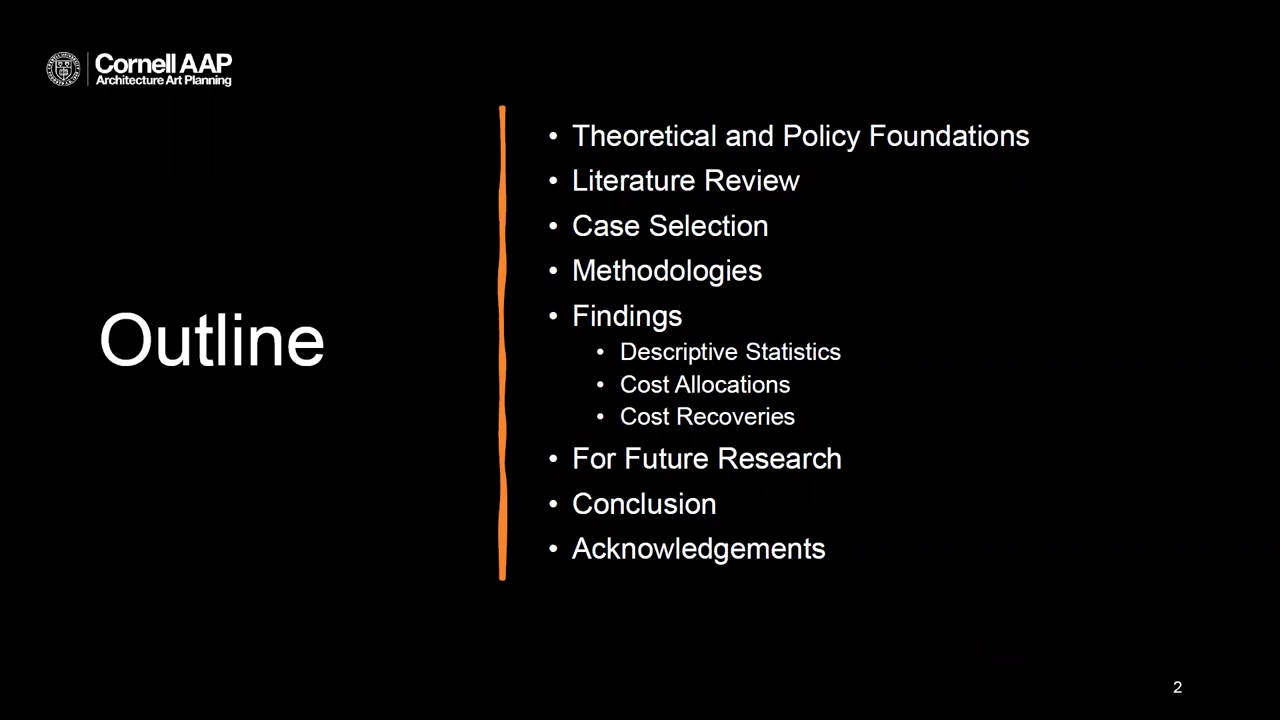 Cornell AAP
Architecture Art Planning
Outline
• Theoretical and Policy Foundations
• Literature Review
• Case Selection
• Methodologies
• Findings
• Descriptive Statistics
• Cost Allocations
• Cost Recoveries
• For Future Research
• Conclusion
• Acknowledgements
2